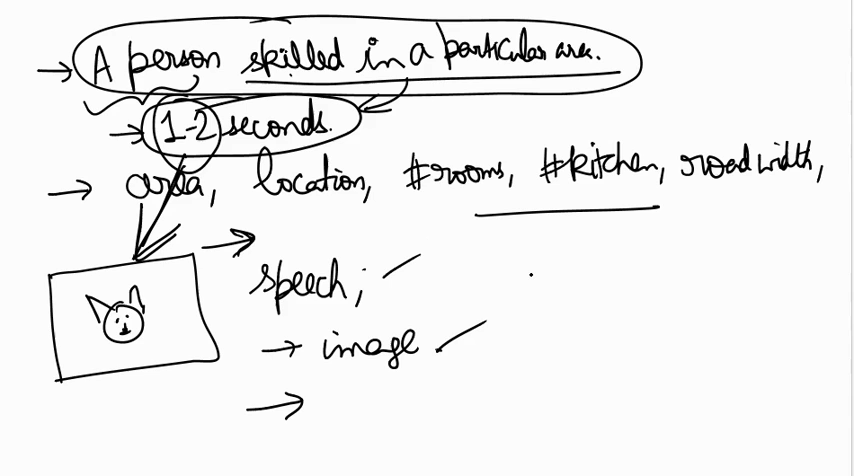 → A person skilled in a particular area.
→ 1-2 seconds.
→ area, location, #rooms, #kitchen, road width,
→ speech; ✓
→ image ✓
→